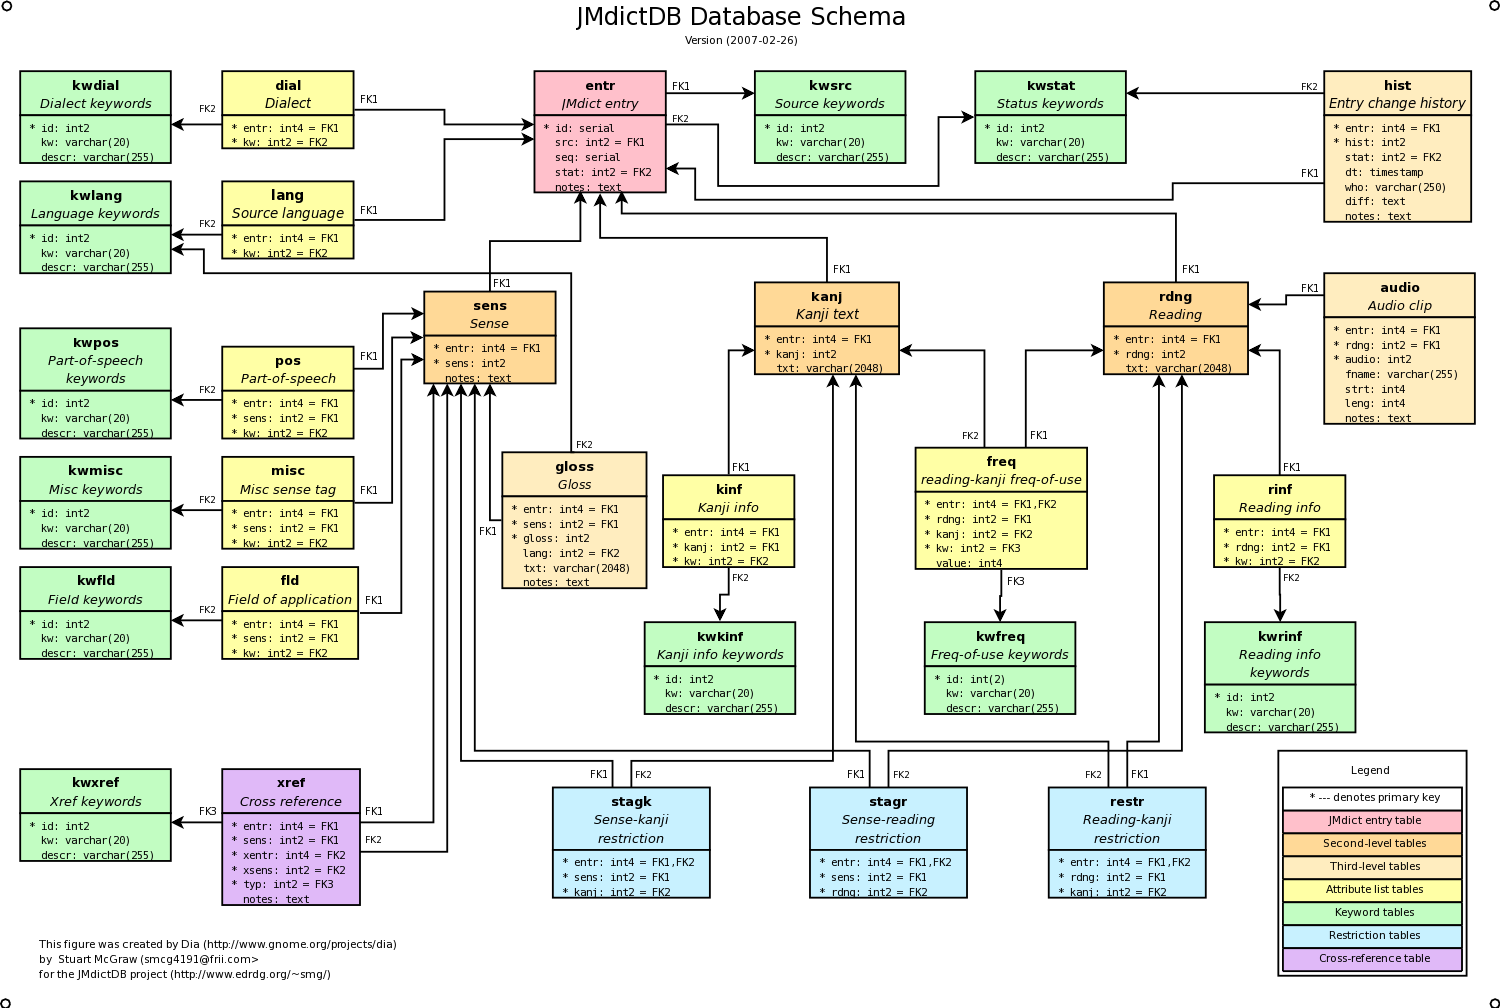 JMdictDB Database Schema
Version (2007-02-26)
kwdial
Dialect keywords
* id: int2
kw: varchar(20)
descr: varchar(255)
FK2
dial
Dialect
* entr: int4 = FK1
* kw: int2 = FK2
FK1
entr
JMdict entry
* id: serial
src: int2 = FK1
seq: serial
stat: int2 = FK2
notes: text
FK1
FK2
kwsrc
Source keywords
* id: int2
kw: varchar(20)
descr: varchar(255)
kwstat
Status keywords
* id: int2
kw: varchar(20)
descr: varchar(255)
FK2
FK1
hist
Entry change history
* entr: int4 = FK1
* hist: int2
stat: int2 = FK2
dt: timestamp
who: varchar(250)
diff: text
notes: text
kwlang
Language keywords
* id: int2
kw: varchar(20)
descr: varchar(255)
FK2
lang
Source language
* entr: int4 = FK1
* kw: int2 = FK2
FK1
FK1
sens
Sense
* entr: int4 = FK1
* sens: int2
notes: text
FK1
kanj
Kanji text
* entr: int4 = FK1
* kanj: int2
txt: varchar(2048)
FK1
rdng
Reading
* entr: int4 = FK1
* rdng: int2
txt: varchar(2048)
FK1
audio
Audio clip
* entr: int4 = FK1
* rdng: int2 = FK1
* audio: int2
fname: varchar(255)
strt: int4
leng: int4
notes: text
kwpos
Part-of-speech
keywords
* id: int2
kw: varchar(20)
descr: varchar(255)
FK2
pos
Part-of-speech
* entr: int4 = FK1
* sens: int2 = FK1
* kw: int2 = FK2
FK1
kwmisc
Misc keywords
* id: int2
kw: varchar(20)
descr: varchar(255)
FK2
misc
Misc sense tag
* entr: int4 = FK1
* sens: int2 = FK1
* kw: int2 = FK2
FK1
FK2
FK1
gloss
Gloss
* entr: int4 = FK1
* sens: int2 = FK1
* gloss: int2
lang: int2 = FK2
txt: varchar(2048)
notes: text
FK1
kinf
Kanji info
* entr: int4 = FK1
* kanj: int2 = FK1
* kw: int2 = FK2
FK2
FK2
FK1
freq
reading-kanji freq-of-use
* entr: int4 = FK1,FK2
* rdng: int2 = FK1
* kanj: int2 = FK2
* kw: int2 = FK3
value: int4
FK3
FK1
rinf
Reading info
* entr: int4 = FK1
* rdng: int2 = FK1
* kw: int2 = FK2
FK2
kwfld
Field keywords
* id: int2
kw: varchar(20)
descr: varchar(255)
FK2
fld
Field of application
* entr: int4 = FK1
* sens: int2 = FK1
* kw: int2 = FK2
FK1
kwkinf
Kanji info keywords
* id: int2
kw: varchar(20)
descr: varchar(255)
kwfreq
Freq-of-use keywords
* id: int(2)
kw: varchar(20)
descr: varchar(255)
kwrinf
Reading info
keywords
* id: int2
kw: varchar(20)
descr: varchar(255)
kwxref
Xref keywords
* id: int2
kw: varchar(20)
descr: varchar(255)
FK3
xref
Cross reference
* entr: int4 = FK1
* sens: int2 = FK1
* xentr: int4 = FK2
* xsens: int2 = FK2
* typ: int2 = FK3
notes: text
FK1
FK2
FK1
FK2
stagk
Sense-kanji
restriction
* entr: int4 = FK1,FK2
* sens: int2 = FK1
* kanj: int2 = FK2
FK1
FK2
stagr
Sense-reading
restriction
* entr: int4 = FK1,FK2
* sens: int2 = FK1
* rdng: int2 = FK2
FK2
FK1
restr
Reading-kanji
restriction
* entr: int4 = FK1,FK2
* rdng: int2 = FK1
* kanj: int2 = FK2
Legend
* --- denotes primary key
JMdict entry table
Second-level tables
Third-level tables
Attribute list tables
Keyword tables
Restriction tables
Cross-reference table
This figure was created by Dia (http://www.gnome.org/projects/dia)
by Stuart McGraw (smcg4191@frii.com>
for the JMdictDB project (http://www.edrdg.org/~smg/)